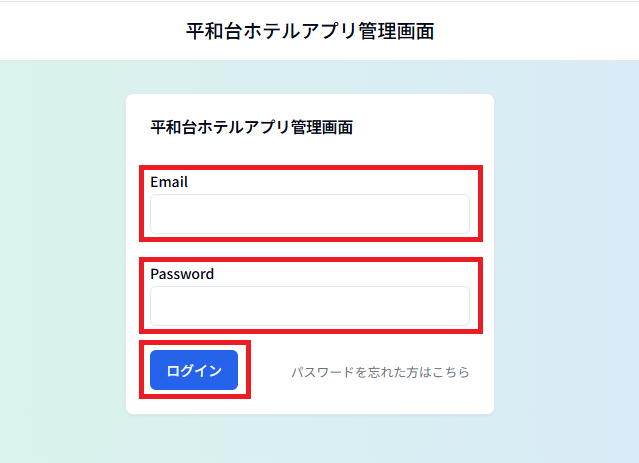 平和台ホテルアプリ管理画面
平和台ホテルアプリ管理画面
Email
Password
ログイン
パスワードを忘れた方はこちら